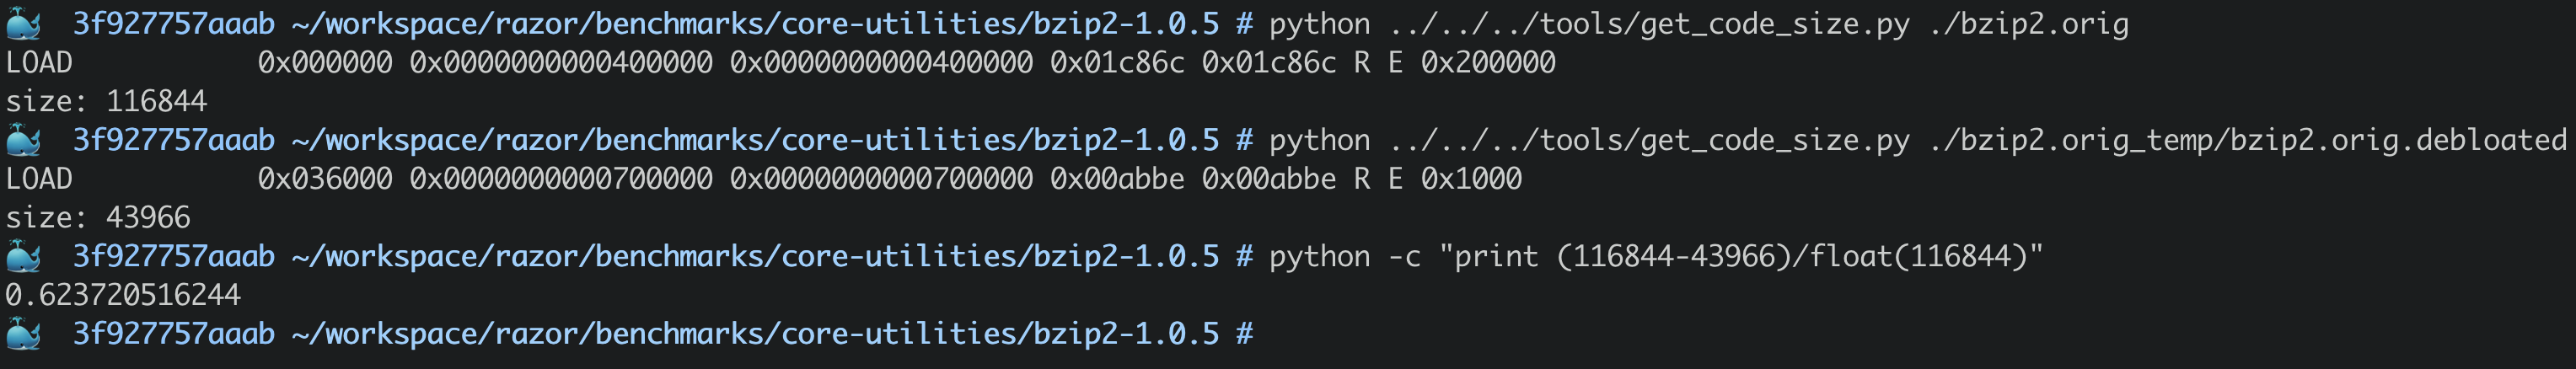 3f927757aaab ~/workspace/razor/benchmarks/core-utilities/bzip2-1.0.5 # python ../../../tools/get_code_size.py ./bzip2.orig
LOAD           0x000000 0x0000000000400000 0x0000000000400000 0x01c86c 0x01c86c R E 0x200000
size: 116844
3f927757aaab ~/workspace/razor/benchmarks/core-utilities/bzip2-1.0.5 # python ../../../tools/get_code_size.py ./bzip2.orig_temp/bzip2.orig.debloated
LOAD           0x036000 0x0000000000700000 0x0000000000700000 0x00abbe 0x00abbe R E 0x1000
size: 43966
3f927757aaab ~/workspace/razor/benchmarks/core-utilities/bzip2-1.0.5 # python -c "print (116844-43966)/float(116844)"
0.623720516244
3f927757aaab ~/workspace/razor/benchmarks/core-utilities/bzip2-1.0.5 #